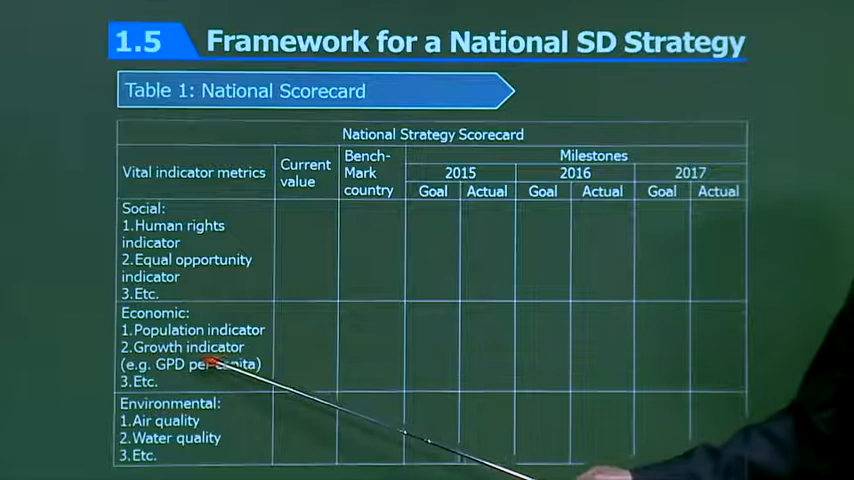 1.5 Framework for a National SD Strategy
Table 1: National Scorecard
National Strategy Scorecard
Vital indicator metrics
Current
value
Bench-
Mark
country
Milestones
2015 2016 2017
Goal Actual Goal Actual Goal Actual
Social:
1.Human rights
indicator
2.Equal opportunity
indicator
3.Etc.
Economic:
1.Population indicator
2.Growth indicator
(e.g. GPD per capita)
3.Etc.
Environmental:
1.Air quality
2.Water quality
3.Etc.